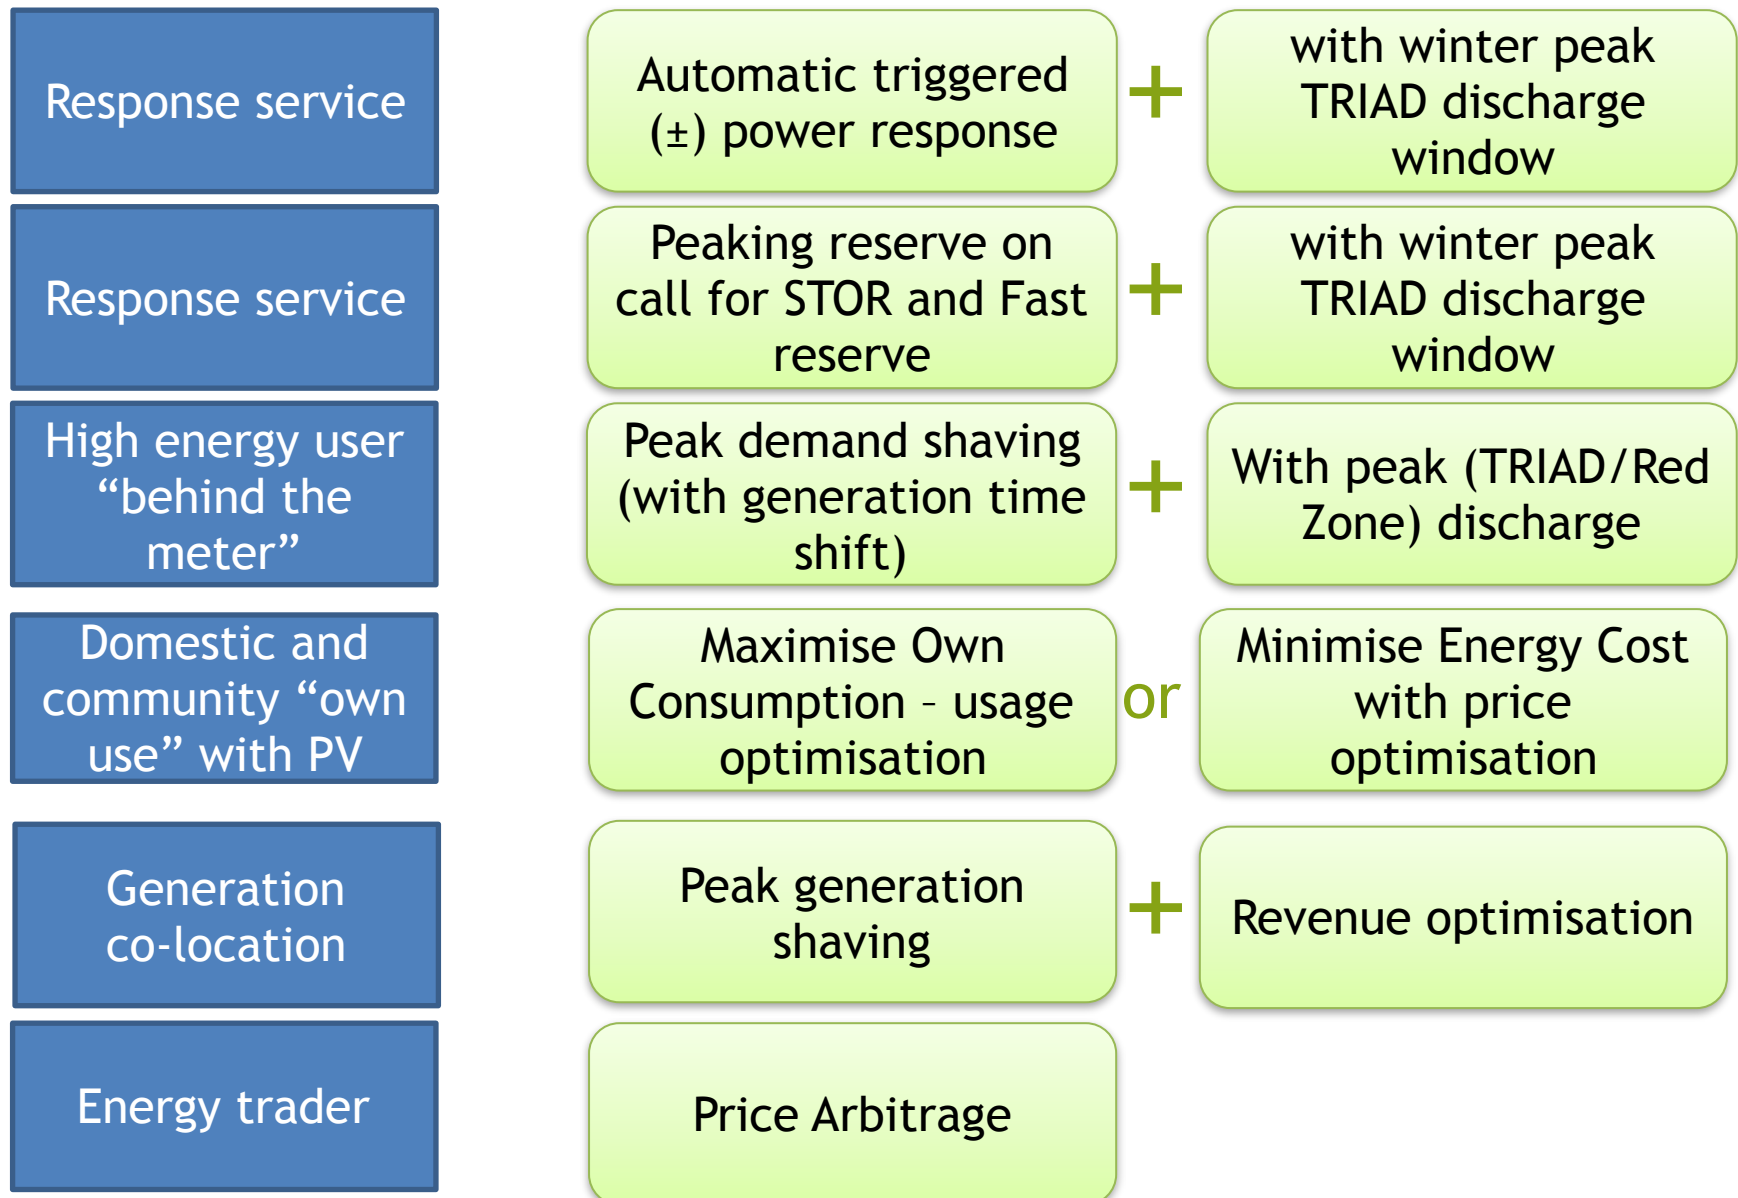 Response service
Automatic triggered
(±) power response
+
with winter peak
TRIAD discharge
window
Response service
Peaking reserve on
call for STOR and Fast
reserve
+
with winter peak
TRIAD discharge
window
High energy user
“behind the
meter”
Peak demand shaving
(with generation time
shift)
+
With peak (TRIAD/Red
Zone) discharge
Domestic and
community “own
use” with PV
Maximise Own
Consumption – usage
optimisation
or
Minimise Energy Cost
with price
optimisation
Generation
co-location
Peak generation
shaving
+
Revenue optimisation
Energy trader
Price Arbitrage